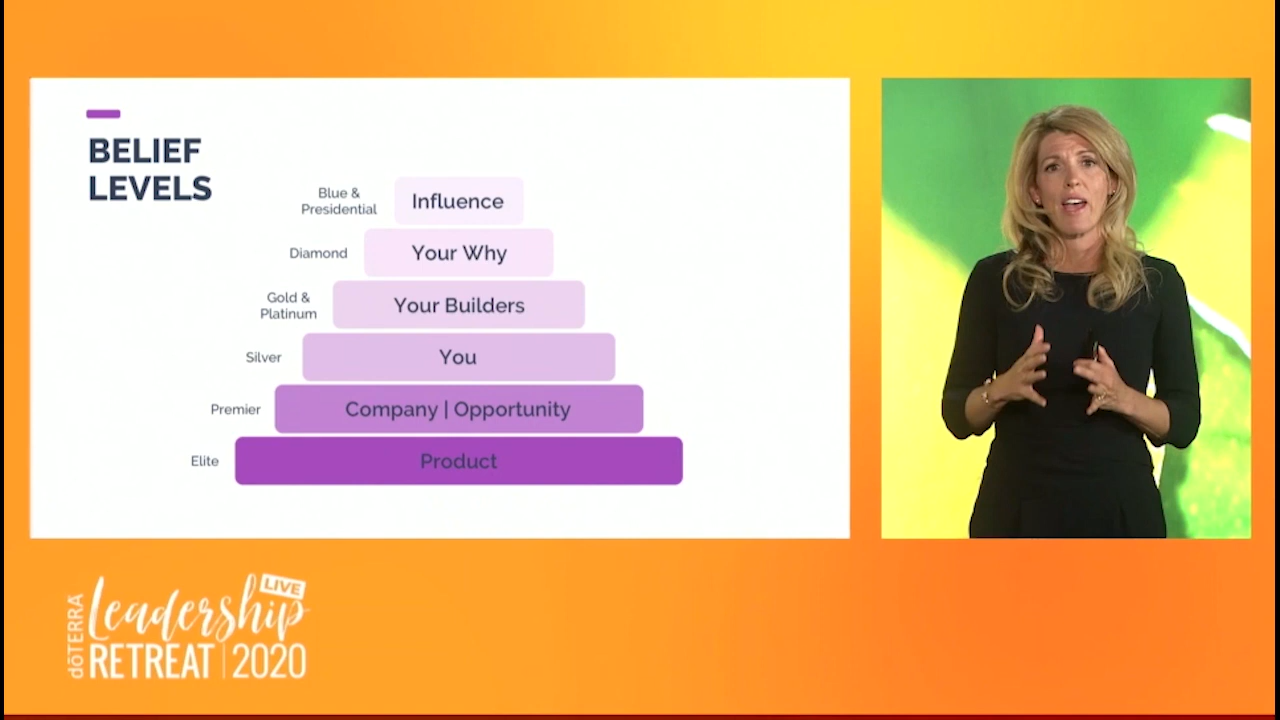 BELIEF
LEVELS
Blue &
Presidential
Influence
Diamond
Your Why
Gold &
Platinum
Your Builders
Silver
You
Premier
Company | Opportunity
Elite
Product
dōTERRA
Leadership
LIVE
RETREAT | 2020